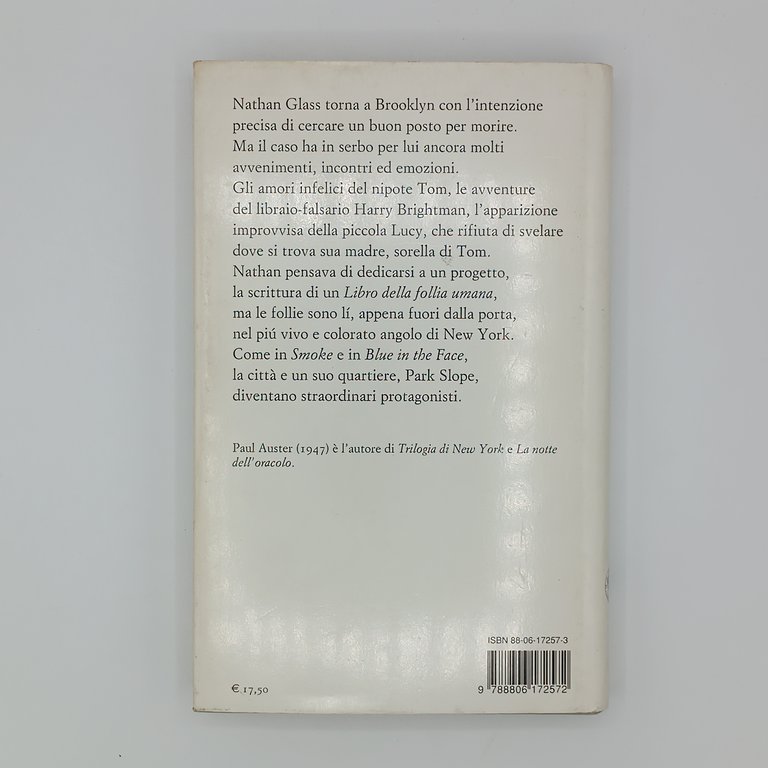 Nathan Glass torna a Brooklyn con l'intenzione
precisa di cercare un buon posto per morire.
Ma il caso ha in serbo per lui ancora molti
avvenimenti, incontri ed emozioni.
Gli amori infelici del nipote Tom, le avventure
del libraio-falsario Harry Brightman, l'apparizione
improvvisa della piccola Lucy, che rifiuta di svelare
dove si trova sua madre, sorella di Tom.
Nathan pensava di dedicarsi a un progetto,
la scrittura di un Libro della follia umana,
ma le follie sono lí, appena fuori dalla porta,
nel piú vivo e colorato angolo di New York.
Come in Smoke e in Blue in the Face,
la città e un suo quartiere, Park Slope,
diventano straordinari protagonisti.
Paul Auster (1947) è l'autore di Trilogia di New York e La notte
dell'oracolo.
ISBN 88-06-17257-3
9 788806 172572
€ 17,50